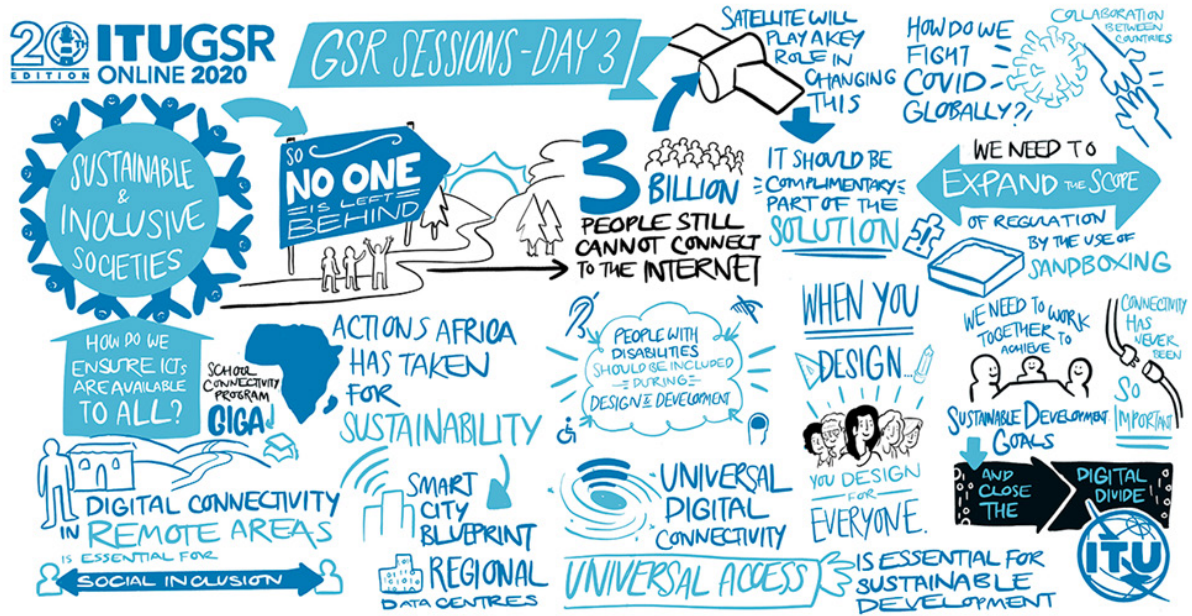 20TH
EDITION
ITUGSR
ONLINE 2020
GSR SESSIONS - DAY 3
SATELLITE WILL
PLAY A KEY
ROLE IN
CHANGING
THIS
HOW DO WE
FIGHT
COVID
GLOBALLY?!
COLLABORATION
BETWEEN
COUNTRIES
SUSTAINABLE
&
INCLUSIVE
SOCIETIES
SO
NO ONE
IS LEFT
BEHIND
3
BILLION
PEOPLE STILL
CANNOT CONNECT
TO THE INTERNET
IT SHOULD BE
COMPLIMENTARY
PART OF THE
SOLUTION
WE NEED TO
EXPAND THE SCOPE
OF REGULATION
BY THE USE OF
SANDBOXING
HOW DO WE
ENSURE ICTs
ARE AVAILABLE
TO ALL?
SCHOOL
CONNECTIVITY
PROGRAM
GIGA
ACTIONS AFRICA
HAS TAKEN
FOR
SUSTAINABILITY
PEOPLE WITH
DISABILITIES
SHOULD BE INCLUDED
DURING
DESIGN & DEVELOPMENT
WHEN YOU
DESIGN...
YOU DESIGN
FOR
EVERYONE.
WE NEED TO WORK
TOGETHER TO
ACHIEVE
SUSTAINABLE DEVELOPMENT
GOALS
CONNECTIVITY
HAS
NEVER
BEEN
SO
IMPORTANT
AND
CLOSE
THE
DIGITAL
DIVIDE!
DIGITAL CONNECTIVITY
IN REMOTE AREAS
IS ESSENTIAL FOR
SOCIAL INCLUSION
SMART
CITY
BLUEPRINT
REGIONAL
DATA CENTRES
UNIVERSAL
DIGITAL
CONNECTIVITY
UNIVERSAL ACCESS
IS ESSENTIAL FOR
SUSTAINABLE
DEVELOPMENT
ITU